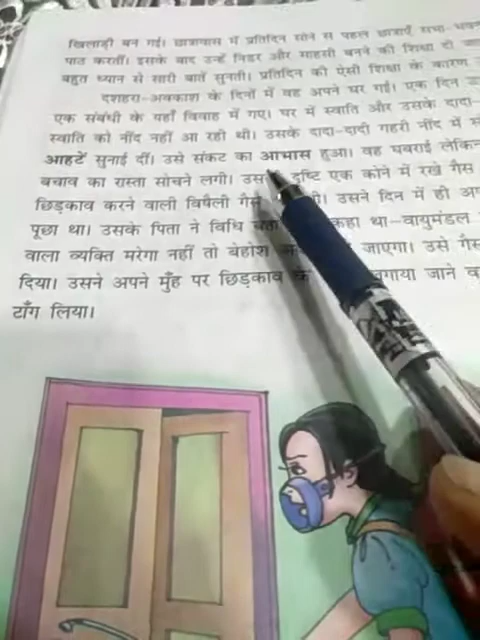 खिलाड़ी बन गई। छात्रावास में प्रतिदिन सोने से पहले छात्राएँ सभा-भवन
पाठ करतीं। इसके बाद उन्हें निडर और साहसी बनने की शिक्षा दी
बहुत ध्यान से सारी बातें सुनती। प्रतिदिन की ऐसी शिक्षा के कारण
दशहरा-अवकाश के दिनों में वह अपने घर गई। एक दिन
एक संबंधी के यहाँ विवाह में गए। घर में स्वाति और उसके दादा-
स्वाति को नींद नहीं आ रही थी। उसके दादा-दादी गहरी नींद में
आहटें सुनाई दीं। उसे संकट का आभास हुआ। वह घबराई लेकिन
बचाव का रास्ता सोचने लगी। दृष्टि एक कोने में रखे गैस
छिड़काव करने वाली विषैली गैस उसने दिन में ही
पूछा था। उसके पिता ने विधि कहा था-वायुमंडल
वाला व्यक्ति मरेगा नहीं तो बेहोश जाएगा। उसे
दिया। उसने अपने मुँह पर छिड़काव लगाया जाने
टाँग लिया।